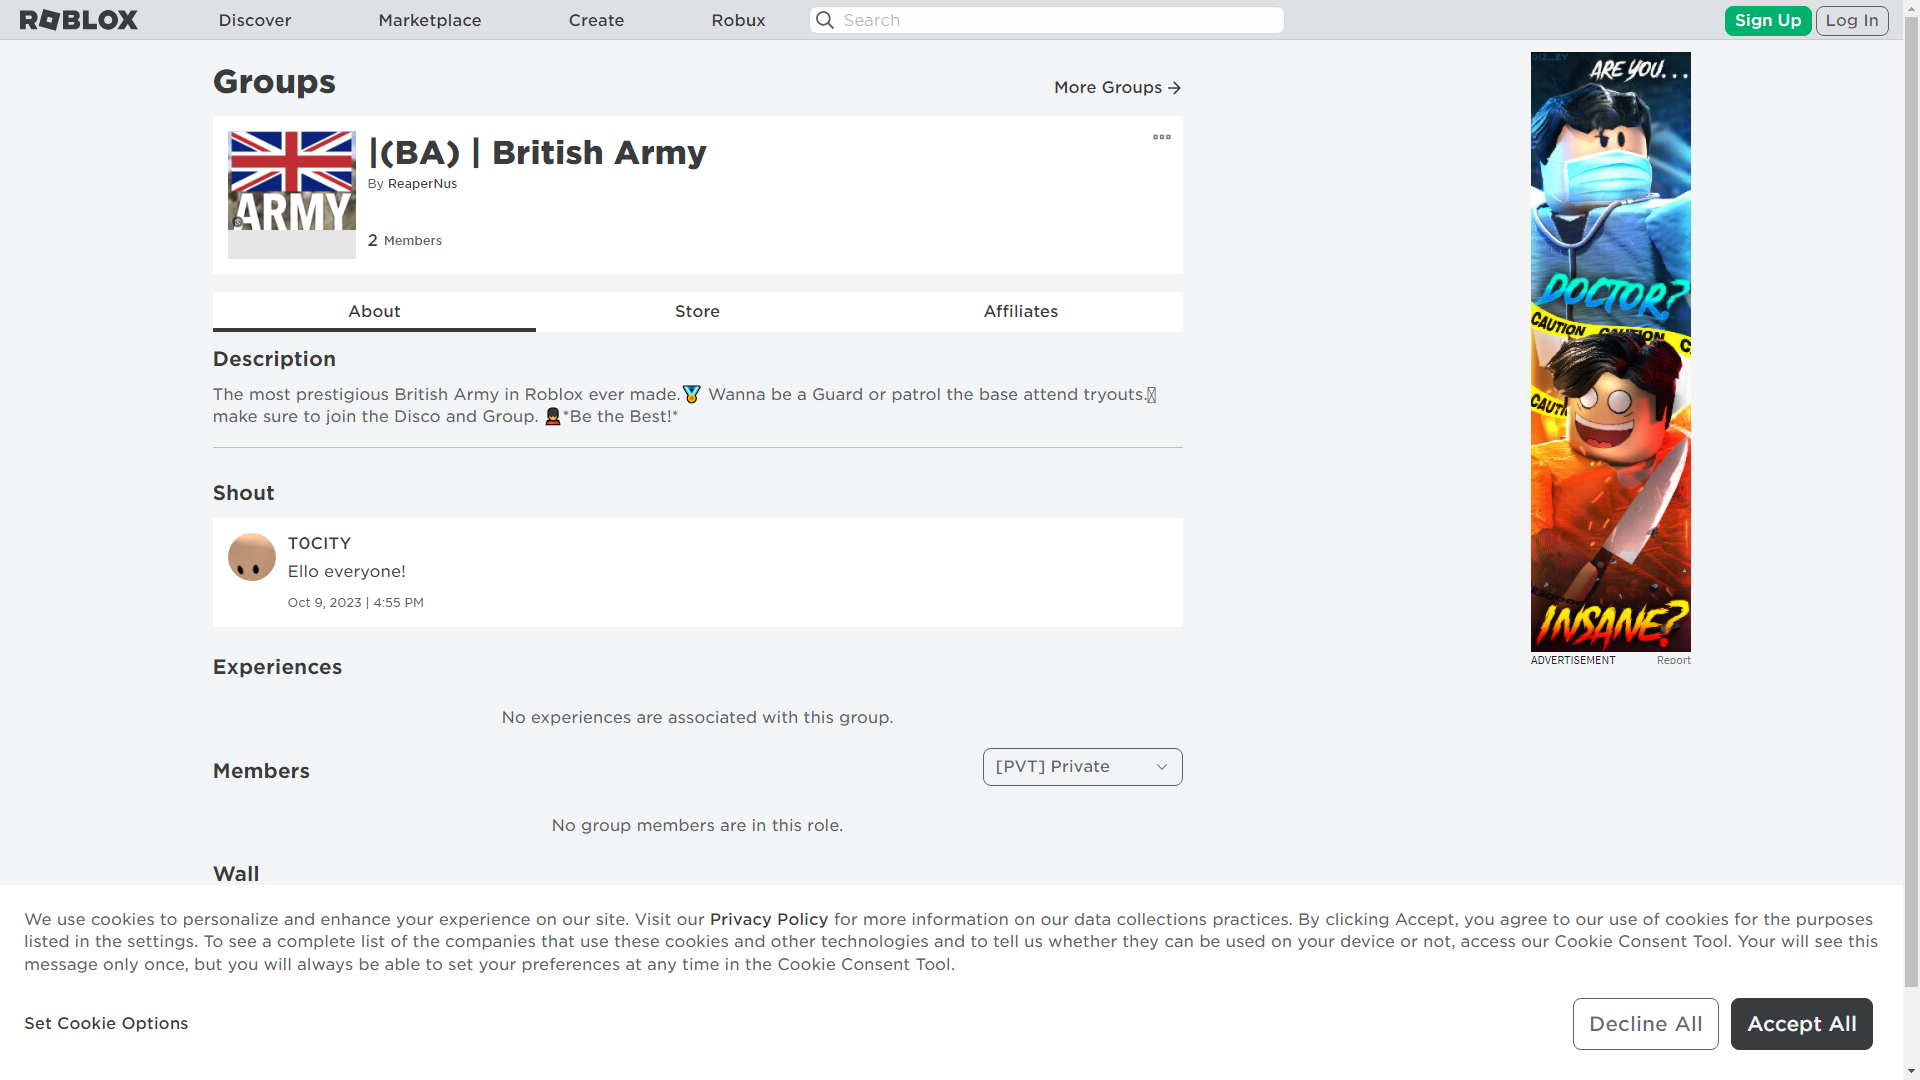 ROBLOX
Discover
Marketplace
Create
Robux
Search
Sign Up
Log In
Groups
More Groups →
ARMY
|(BA) | British Army
By ReaperNus
2 Members
About
Store
Affiliates
Description
The most prestigious British Army in Roblox ever made.🏅 Wanna be a Guard or patrol the base attend tryouts.
make sure to join the Disco and Group. 💂*Be the Best!*
Shout
T0CITY
Ello everyone!
Oct 9, 2023 | 4:55 PM
Experiences
No experiences are associated with this group.
Members
[PVT] Private
No group members are in this role.
Wall
ARE YOU...
DOCTOR?
CAUTION CAUTION C
CAUTI
INSANE?
ADVERTISEMENT
Report
We use cookies to personalize and enhance your experience on our site. Visit our Privacy Policy for more information on our data collections practices. By clicking Accept, you agree to our use of cookies for the purposes
listed in the settings. To see a complete list of the companies that use these cookies and other technologies and to tell us whether they can be used on your device or not, access our Cookie Consent Tool. Your will see this
message only once, but you will always be able to set your preferences at any time in the Cookie Consent Tool.
Set Cookie Options
Decline All
Accept All